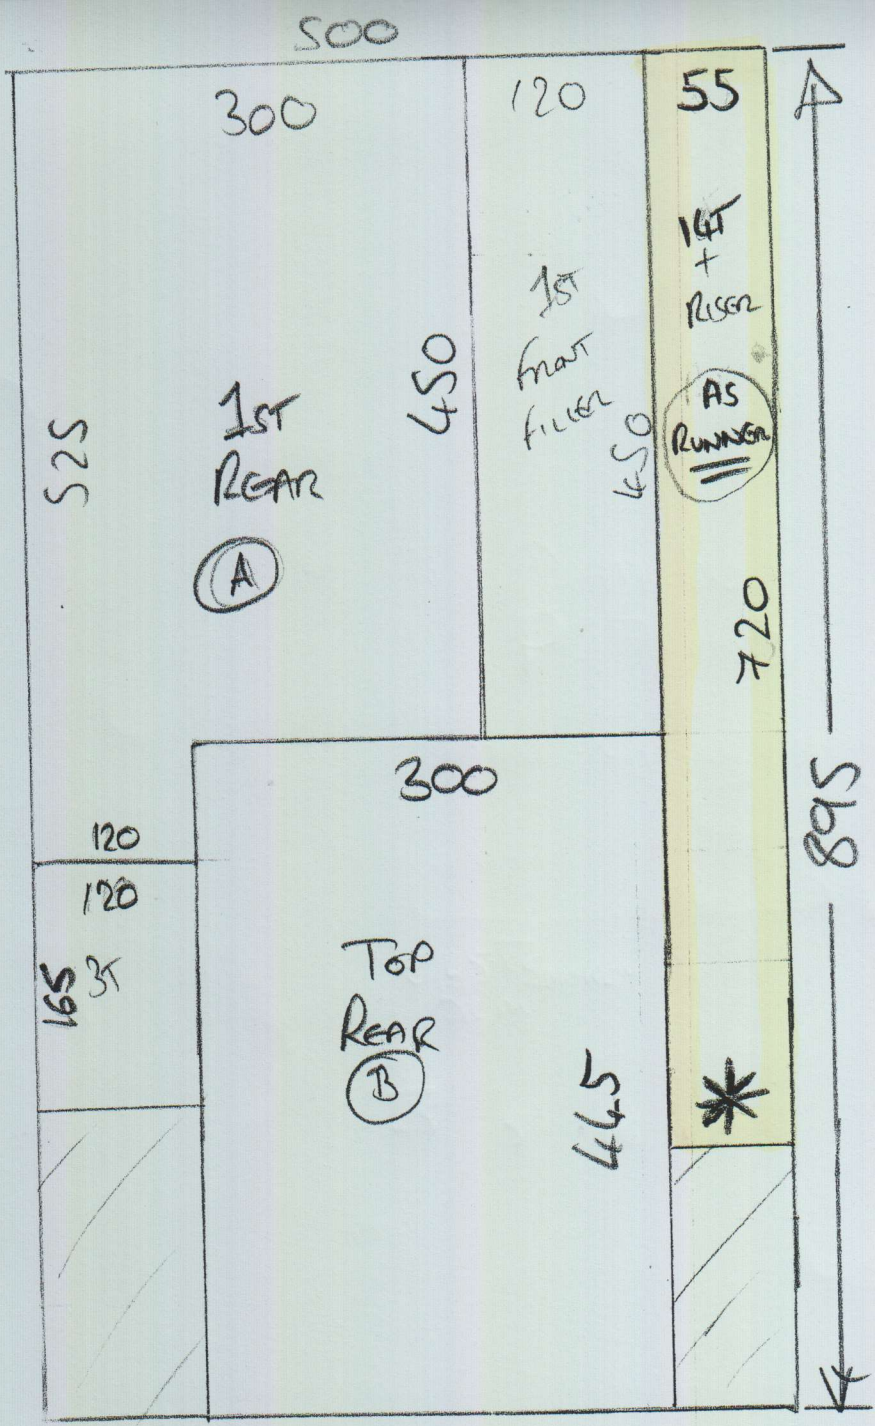 500
300
120
55
14T
+
RISER
AS
RUNNER
1ST
FRONT
FILLER
450
450
525
1ST
REAR
A
720
895
300
120
120
165
3T
TOP
REAR
B
445
*